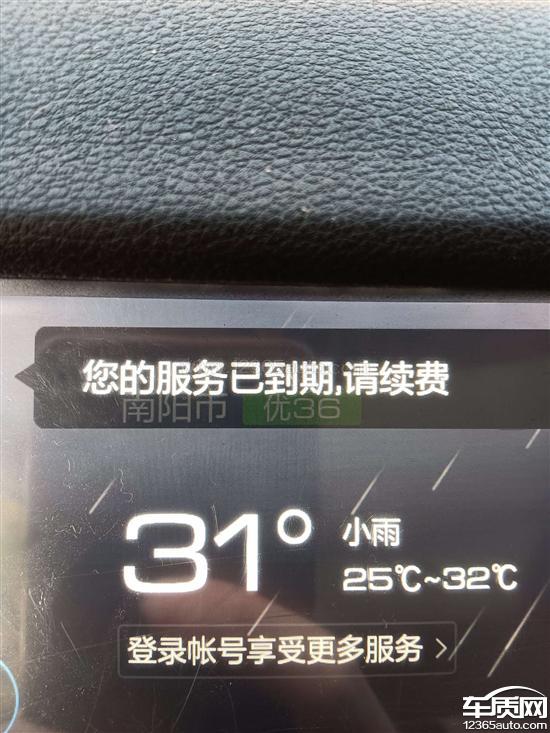 您的服务已到期,请续费
南阳市 优36
31° 小雨
25℃~32℃
登录帐号享受更多服务 >
车质网
12365auto.com